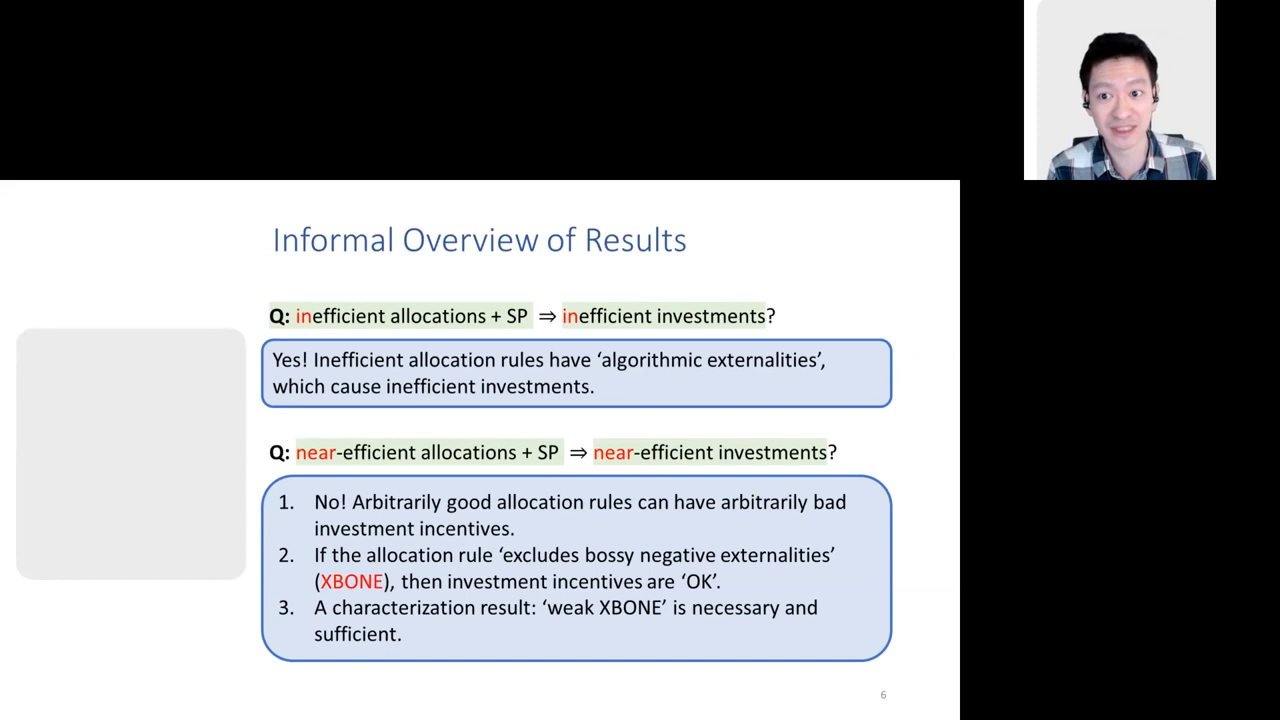 Informal Overview of Results
Q: inefficient allocations + SP ⇒ inefficient investments?
Yes! Inefficient allocation rules have ‘algorithmic externalities’,
which cause inefficient investments.
Q: near-efficient allocations + SP ⇒ near-efficient investments?
1. No! Arbitrarily good allocation rules can have arbitrarily bad
investment incentives.
2. If the allocation rule ‘excludes bossy negative externalities’
(XBONE), then investment incentives are ‘OK’.
3. A characterization result: ‘weak XBONE’ is necessary and
sufficient.
6